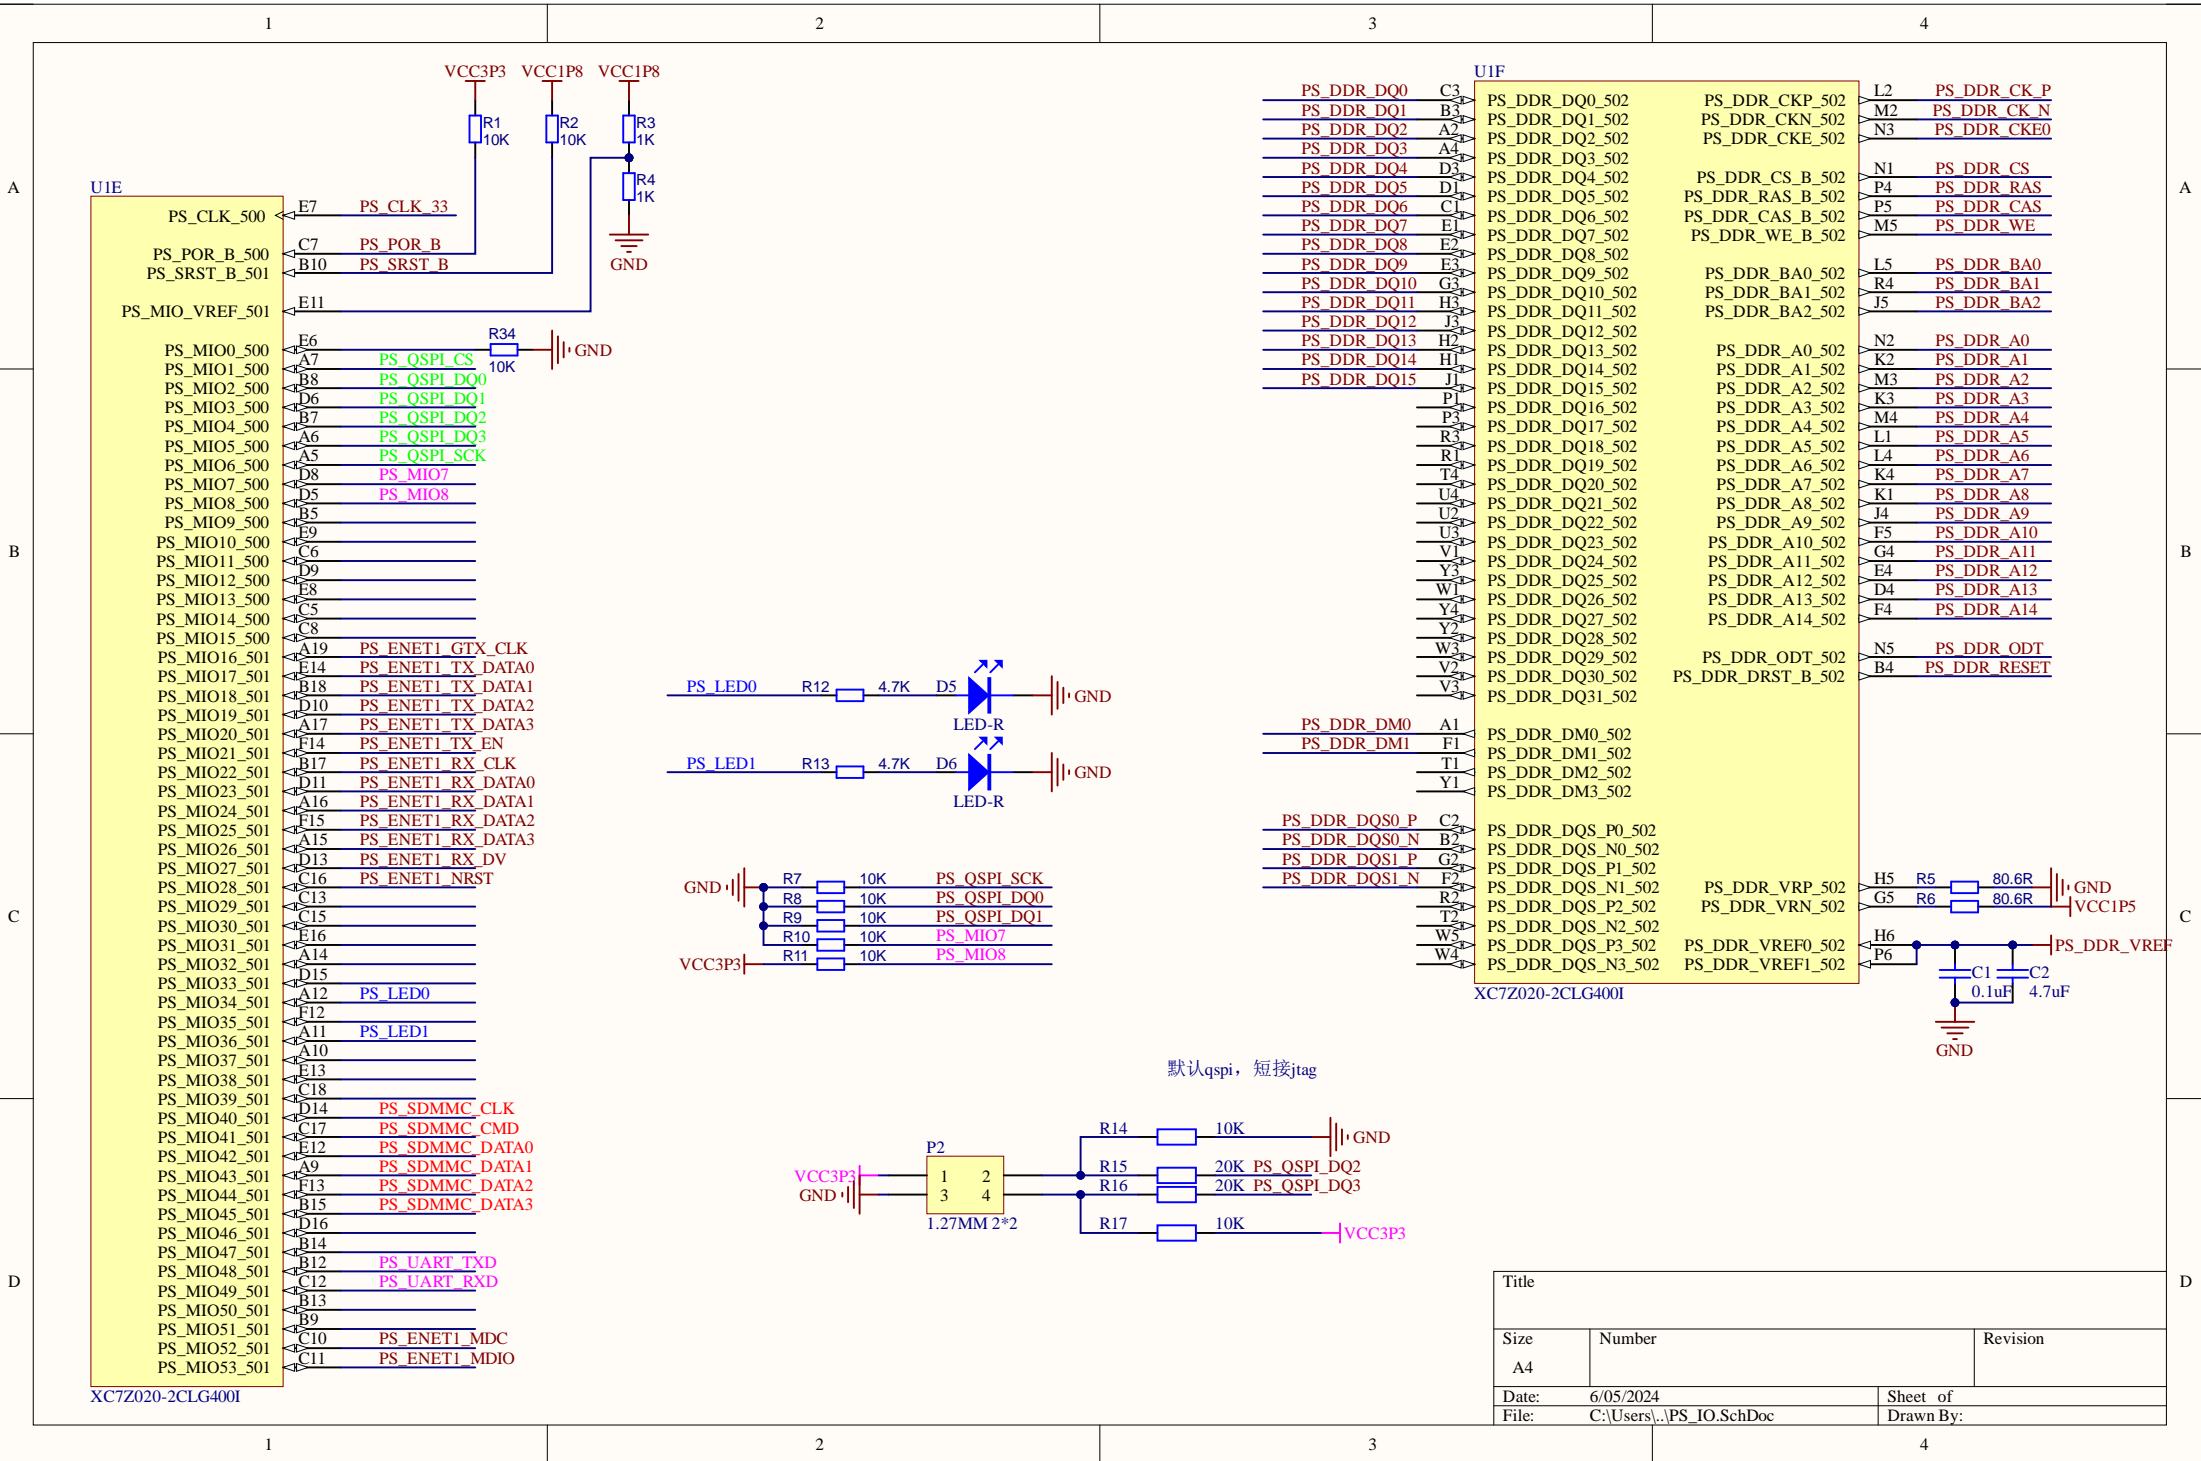 1 2 3 4
A
B
C
D
A
B
C
D
1 2 3 4
VCC3P3 VCC1P8 VCC1P8
R1
10K
R2
10K
R3
1K
R4
1K
GND
U1E
PS_CLK_500 E7 PS_CLK_33
PS_POR_B_500 C7 PS_POR_B
PS_SRST_B_501 B10 PS_SRST_B
PS_MIO_VREF_501 E11
PS_MIO0_500 E6 R34 10K GND
PS_MIO1_500 A7 PS_QSPI_CS
PS_MIO2_500 B8 PS_QSPI_DQ0
PS_MIO3_500 D6 PS_QSPI_DQ1
PS_MIO4_500 B7 PS_QSPI_DQ2
PS_MIO5_500 A6 PS_QSPI_DQ3
PS_MIO6_500 A5 PS_QSPI_SCK
PS_MIO7_500 D8 PS_MIO7
PS_MIO8_500 D5 PS_MIO8
PS_MIO9_500 B5
PS_MIO10_500 E9
PS_MIO11_500 C6
PS_MIO12_500 D9
PS_MIO13_500 E8
PS_MIO14_500 C5
PS_MIO15_500 C8
PS_MIO16_501 A19 PS_ENET1_GTX_CLK
PS_MIO17_501 E14 PS_ENET1_TX_DATA0
PS_MIO18_501 B18 PS_ENET1_TX_DATA1
PS_MIO19_501 D10 PS_ENET1_TX_DATA2
PS_MIO20_501 A17 PS_ENET1_TX_DATA3
PS_MIO21_501 F14 PS_ENET1_TX_EN
PS_MIO22_501 B17 PS_ENET1_RX_CLK
PS_MIO23_501 D11 PS_ENET1_RX_DATA0
PS_MIO24_501 A16 PS_ENET1_RX_DATA1
PS_MIO25_501 F15 PS_ENET1_RX_DATA2
PS_MIO26_501 A15 PS_ENET1_RX_DATA3
PS_MIO27_501 D13 PS_ENET1_RX_DV
PS_MIO28_501 C16 PS_ENET1_NRST
PS_MIO29_501 C13
PS_MIO30_501 C15
PS_MIO31_501 E16
PS_MIO32_501 A14
PS_MIO33_501 D15
PS_MIO34_501 A12 PS_LED0
PS_MIO35_501 F12
PS_MIO36_501 A11 PS_LED1
PS_MIO37_501 A10
PS_MIO38_501 E13
PS_MIO39_501 C18
PS_MIO40_501 D14 PS_SDMMC_CLK
PS_MIO41_501 C17 PS_SDMMC_CMD
PS_MIO42_501 E12 PS_SDMMC_DATA0
PS_MIO43_501 A9 PS_SDMMC_DATA1
PS_MIO44_501 F13 PS_SDMMC_DATA2
PS_MIO45_501 B15 PS_SDMMC_DATA3
PS_MIO46_501 D16
PS_MIO47_501 B14
PS_MIO48_501 B12 PS_UART_TXD
PS_MIO49_501 C12 PS_UART_RXD
PS_MIO50_501 B13
PS_MIO51_501 B9
PS_MIO52_501 C10 PS_ENET1_MDC
PS_MIO53_501 C11 PS_ENET1_MDIO
XC7Z020-2CLG400I
PS_LED0 R12 4.7K D5 GND
LED-R
PS_LED1 R13 4.7K D6 GND
LED-R
GND R7 10K PS_QSPI_SCK
R8 10K PS_QSPI_DQ0
R9 10K PS_QSPI_DQ1
R10 10K PS_MIO7
VCC3P3 R11 10K PS_MIO8
默认qspi，短接jtag
R14 10K GND
P2
VCC3P3 1 2 R15 20K PS_QSPI_DQ2
GND 3 4 R16 20K PS_QSPI_DQ3
1.27MM 2*2
R17 10K VCC3P3
U1F
PS_DDR_DQ0 C3 PS_DDR_DQ0_502 PS_DDR_CKP_502 L2 PS_DDR_CK_P
PS_DDR_DQ1 B3 PS_DDR_DQ1_502 PS_DDR_CKN_502 M2 PS_DDR_CK_N
PS_DDR_DQ2 A2 PS_DDR_DQ2_502 PS_DDR_CKE_502 N3 PS_DDR_CKE0
PS_DDR_DQ3 A4 PS_DDR_DQ3_502
PS_DDR_DQ4 D3 PS_DDR_DQ4_502 PS_DDR_CS_B_502 N1 PS_DDR_CS
PS_DDR_DQ5 D1 PS_DDR_DQ5_502 PS_DDR_RAS_B_502 P4 PS_DDR_RAS
PS_DDR_DQ6 C1 PS_DDR_DQ6_502 PS_DDR_CAS_B_502 P5 PS_DDR_CAS
PS_DDR_DQ7 E1 PS_DDR_DQ7_502 PS_DDR_WE_B_502 M5 PS_DDR_WE
PS_DDR_DQ8 E2 PS_DDR_DQ8_502
PS_DDR_DQ9 E3 PS_DDR_DQ9_502 PS_DDR_BA0_502 L5 PS_DDR_BA0
PS_DDR_DQ10 G3 PS_DDR_DQ10_502 PS_DDR_BA1_502 R4 PS_DDR_BA1
PS_DDR_DQ11 H3 PS_DDR_DQ11_502 PS_DDR_BA2_502 J5 PS_DDR_BA2
PS_DDR_DQ12 J3 PS_DDR_DQ12_502
PS_DDR_DQ13 H2 PS_DDR_DQ13_502 PS_DDR_A0_502 N2 PS_DDR_A0
PS_DDR_DQ14 H1 PS_DDR_DQ14_502 PS_DDR_A1_502 K2 PS_DDR_A1
PS_DDR_DQ15 J1 PS_DDR_DQ15_502 PS_DDR_A2_502 M3 PS_DDR_A2
P1 PS_DDR_DQ16_502 PS_DDR_A3_502 K3 PS_DDR_A3
P3 PS_DDR_DQ17_502 PS_DDR_A4_502 M4 PS_DDR_A4
R3 PS_DDR_DQ18_502 PS_DDR_A5_502 L1 PS_DDR_A5
R1 PS_DDR_DQ19_502 PS_DDR_A6_502 L4 PS_DDR_A6
T4 PS_DDR_DQ20_502 PS_DDR_A7_502 K4 PS_DDR_A7
U4 PS_DDR_DQ21_502 PS_DDR_A8_502 K1 PS_DDR_A8
U2 PS_DDR_DQ22_502 PS_DDR_A9_502 J4 PS_DDR_A9
U3 PS_DDR_DQ23_502 PS_DDR_A10_502 F5 PS_DDR_A10
V1 PS_DDR_DQ24_502 PS_DDR_A11_502 G4 PS_DDR_A11
Y3 PS_DDR_DQ25_502 PS_DDR_A12_502 E4 PS_DDR_A12
W1 PS_DDR_DQ26_502 PS_DDR_A13_502 D4 PS_DDR_A13
Y4 PS_DDR_DQ27_502 PS_DDR_A14_502 F4 PS_DDR_A14
Y2 PS_DDR_DQ28_502
W3 PS_DDR_DQ29_502 PS_DDR_ODT_502 N5 PS_DDR_ODT
V2 PS_DDR_DQ30_502 PS_DDR_DRST_B_502 B4 PS_DDR_RESET
V3 PS_DDR_DQ31_502
PS_DDR_DM0 A1 PS_DDR_DM0_502
PS_DDR_DM1 F1 PS_DDR_DM1_502
T1 PS_DDR_DM2_502
Y1 PS_DDR_DM3_502
PS_DDR_DQS0_P C2 PS_DDR_DQS_P0_502
PS_DDR_DQS0_N B2 PS_DDR_DQS_N0_502
PS_DDR_DQS1_P G2 PS_DDR_DQS_P1_502
PS_DDR_DQS1_N F2 PS_DDR_DQS_N1_502 PS_DDR_VRP_502 H5 R5 80.6R GND
R2 PS_DDR_DQS_P2_502 PS_DDR_VRN_502 G5 R6 80.6R VCC1P5
T2 PS_DDR_DQS_N2_502
W5 PS_DDR_DQS_P3_502 PS_DDR_VREF0_502 H6 PS_DDR_VREF
W4 PS_DDR_DQS_N3_502 PS_DDR_VREF1_502 P6
C1 C2
0.1uF 4.7uF
GND
XC7Z020-2CLG400I
Title
Size Number Revision
A4
Date: 6/05/2024 Sheet of
File: C:\Users\..\PS_IO.SchDoc Drawn By: